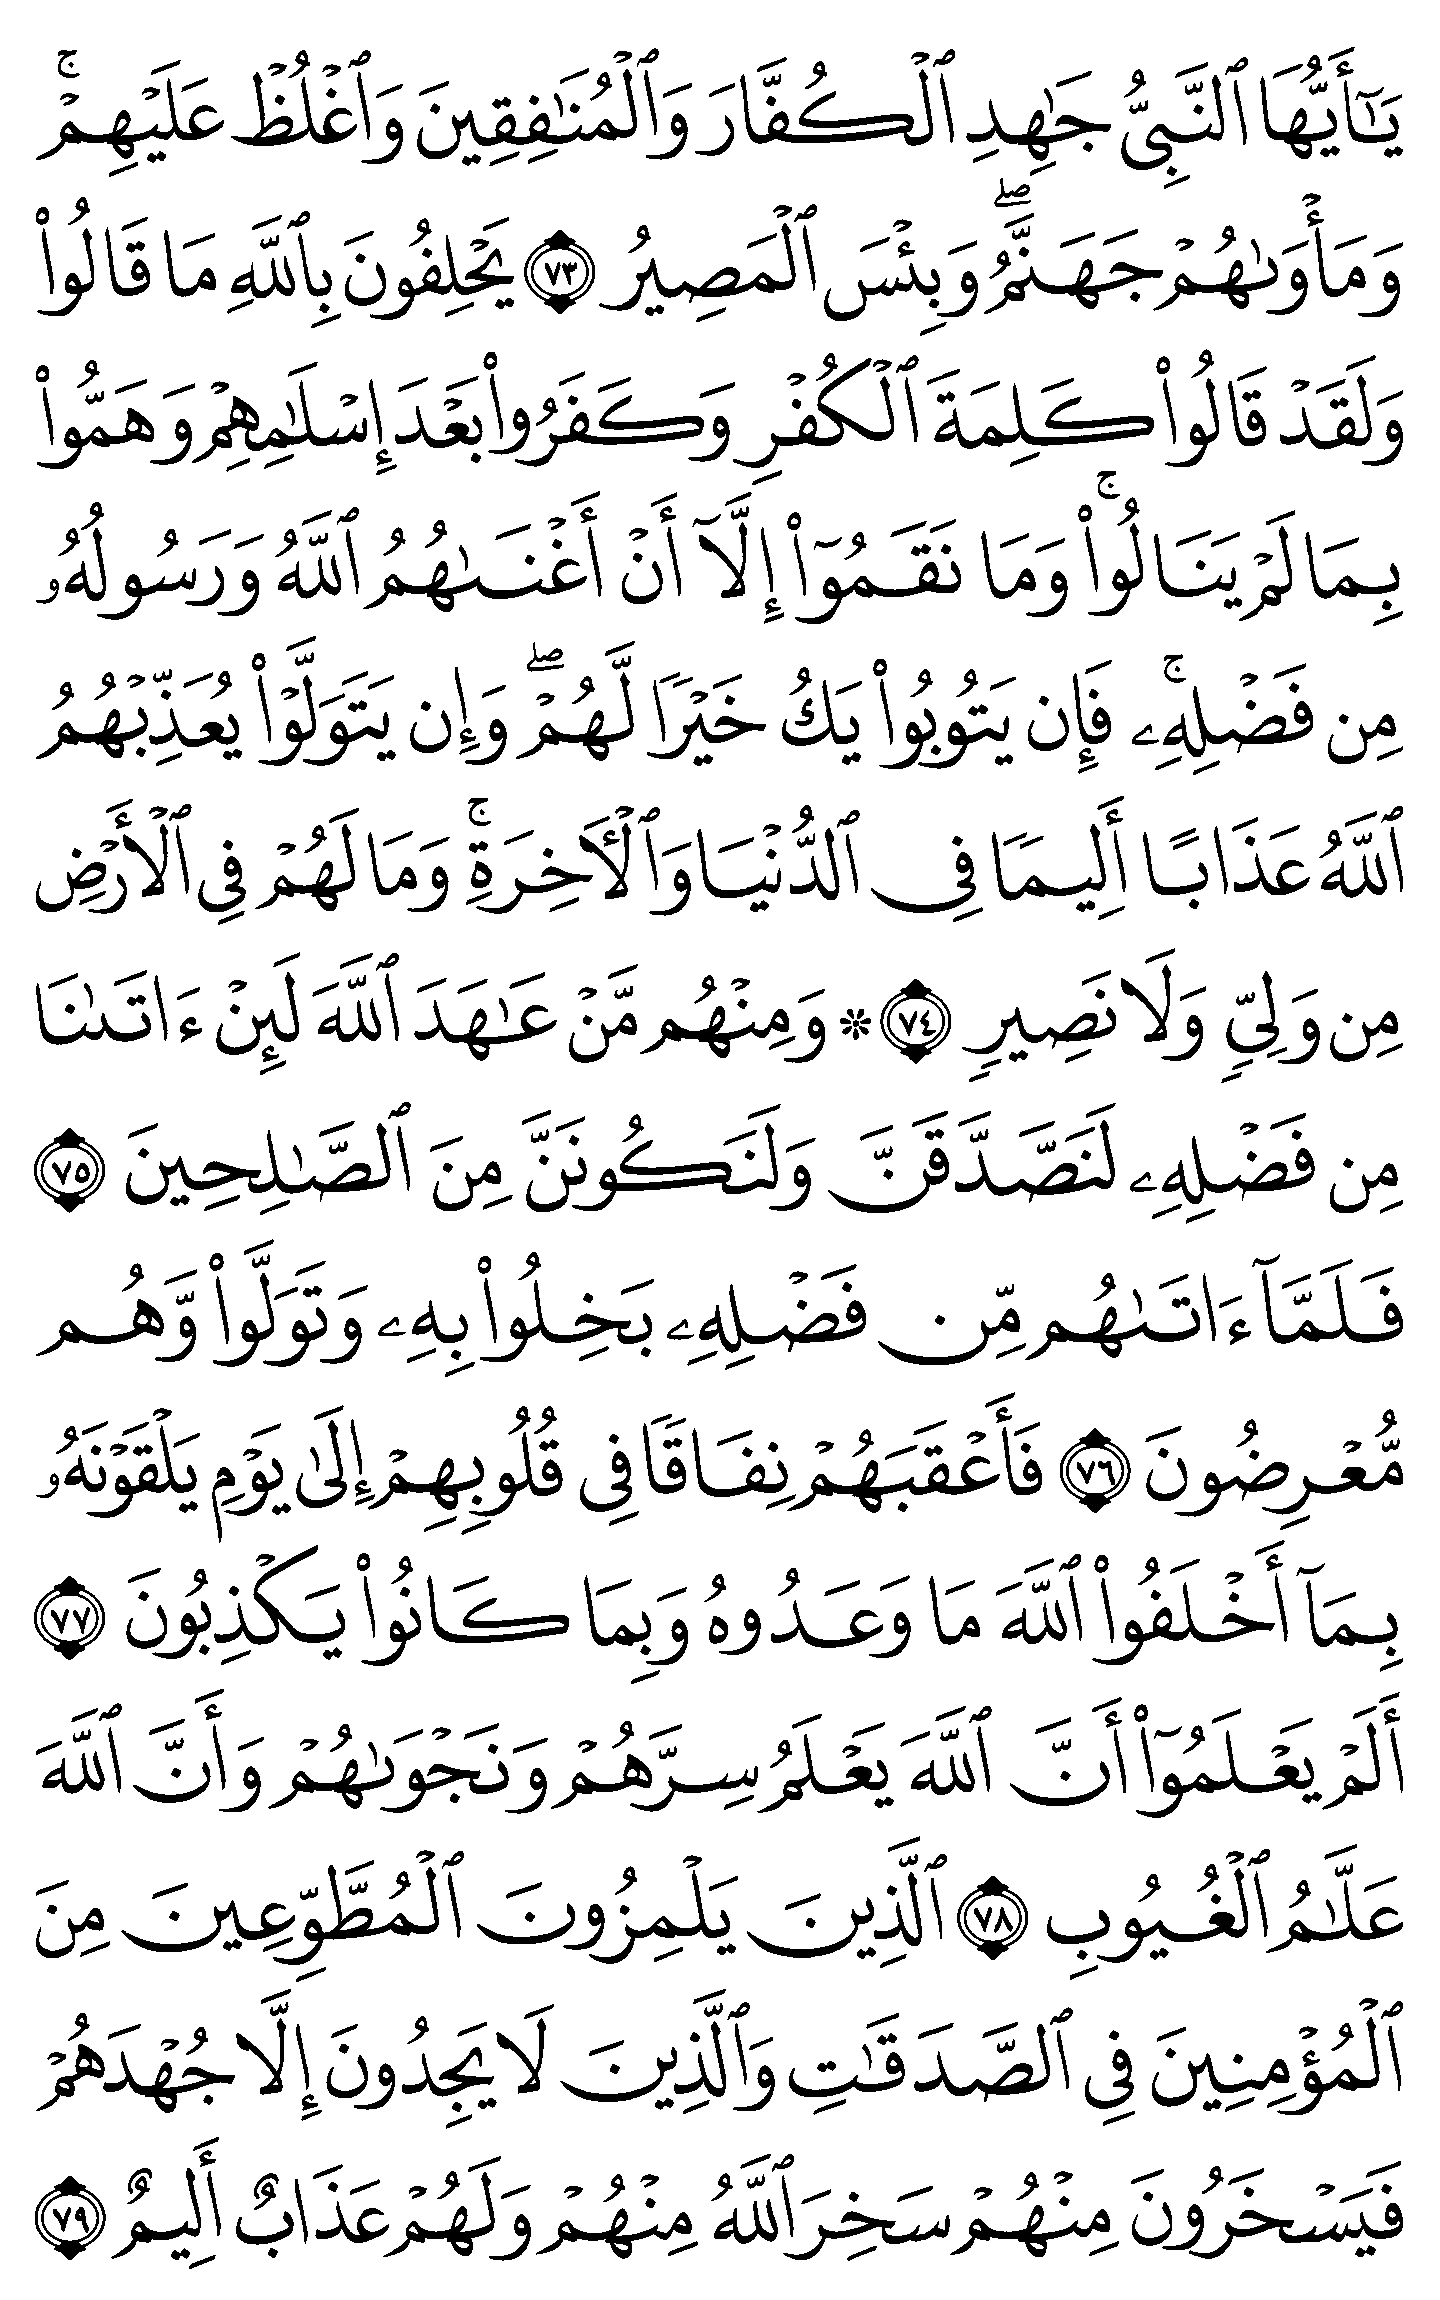 يَـٰٓأَيُّهَا ٱلنَّبِىُّ جَـٰهِدِ ٱلْكُفَّارَ وَٱلْمُنَـٰفِقِينَ وَٱغْلُظْ عَلَيْهِمْ ۚ
وَمَأْوَىٰهُمْ جَهَنَّمُ ۖ وَبِئْسَ ٱلْمَصِيرُ ٧٣ يَحْلِفُونَ بِٱللَّهِ مَا قَالُوا۟
وَلَقَدْ قَالُوا۟ كَلِمَةَ ٱلْكُفْرِ وَكَفَرُوا۟ بَعْدَ إِسْلَـٰمِهِمْ وَهَمُّوا۟
بِمَا لَمْ يَنَالُوا۟ ۚ وَمَا نَقَمُوٓا۟ إِلَّآ أَنْ أَغْنَىٰهُمُ ٱللَّهُ وَرَسُولُهُۥ
مِن فَضْلِهِۦ ۚ فَإِن يَتُوبُوا۟ يَكُ خَيْرًا لَّهُمْ ۖ وَإِن يَتَوَلَّوْا۟ يُعَذِّبْهُمُ
ٱللَّهُ عَذَابًا أَلِيمًا فِى ٱلدُّنْيَا وَٱلْـَٔاخِرَةِ ۚ وَمَا لَهُمْ فِى ٱلْأَرْضِ
مِن وَلِىٍّ وَلَا نَصِيرٍ ٧٤ ۞ وَمِنْهُم مَّنْ عَـٰهَدَ ٱللَّهَ لَئِنْ ءَاتَىٰنَا
مِن فَضْلِهِۦ لَنَصَّدَّقَنَّ وَلَنَكُونَنَّ مِنَ ٱلصَّـٰلِحِينَ ٧٥
فَلَمَّآ ءَاتَىٰهُم مِّن فَضْلِهِۦ بَخِلُوا۟ بِهِۦ وَتَوَلَّوا۟ وَّهُم
مُّعْرِضُونَ ٧٦ فَأَعْقَبَهُمْ نِفَاقًا فِى قُلُوبِهِمْ إِلَىٰ يَوْمِ يَلْقَوْنَهُۥ
بِمَآ أَخْلَفُوا۟ ٱللَّهَ مَا وَعَدُوهُ وَبِمَا كَانُوا۟ يَكْذِبُونَ ٧٧
أَلَمْ يَعْلَمُوٓا۟ أَنَّ ٱللَّهَ يَعْلَمُ سِرَّهُمْ وَنَجْوَىٰهُمْ وَأَنَّ ٱللَّهَ
عَلَّـٰمُ ٱلْغُيُوبِ ٧٨ ٱلَّذِينَ يَلْمِزُونَ ٱلْمُطَّوِّعِينَ مِنَ
ٱلْمُؤْمِنِينَ فِى ٱلصَّدَقَـٰتِ وَٱلَّذِينَ لَا يَجِدُونَ إِلَّا جُهْدَهُمْ
فَيَسْخَرُونَ مِنْهُمْ سَخِرَ ٱللَّهُ مِنْهُمْ وَلَهُمْ عَذَابٌ أَلِيمٌ ٧٩